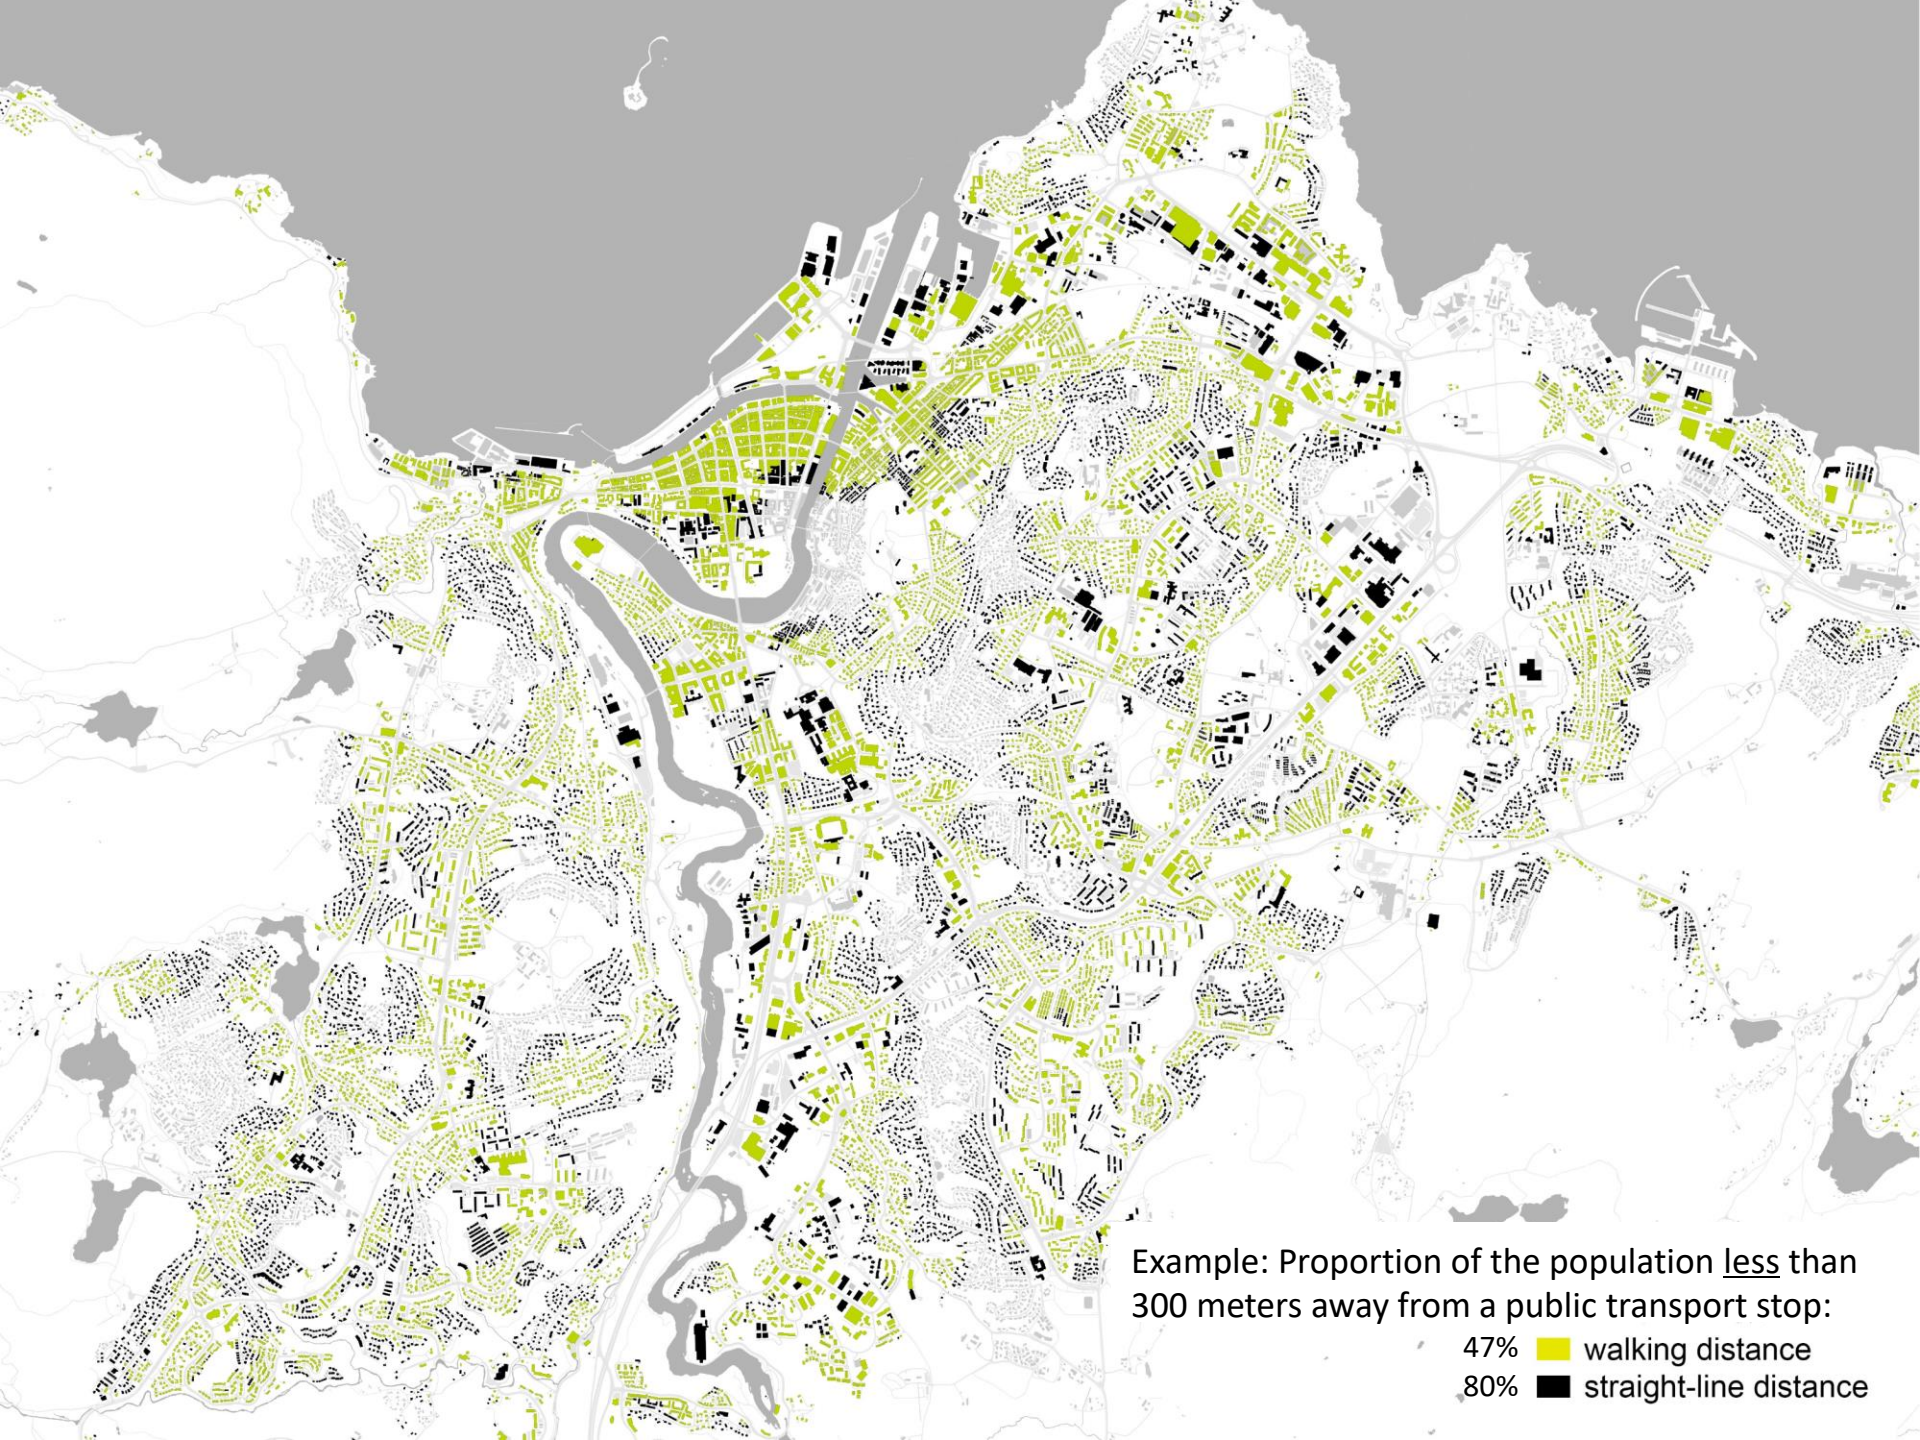 Example: Proportion of the population less than
300 meters away from a public transport stop:
47% walking distance
80% straight-line distance